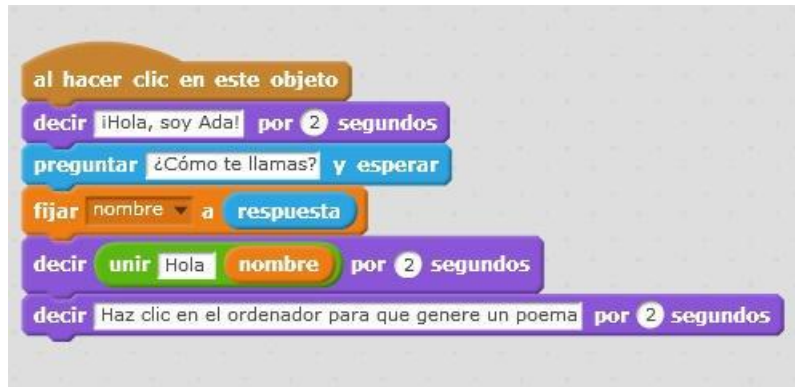 al hacer clic en este objeto
decir ¡Hola, soy Ada! por 2 segundos
preguntar ¿Cómo te llamas? y esperar
fijar nombre a respuesta
decir unir Hola nombre por 2 segundos
decir Haz clic en el ordenador para que genere un poema por 2 segundos